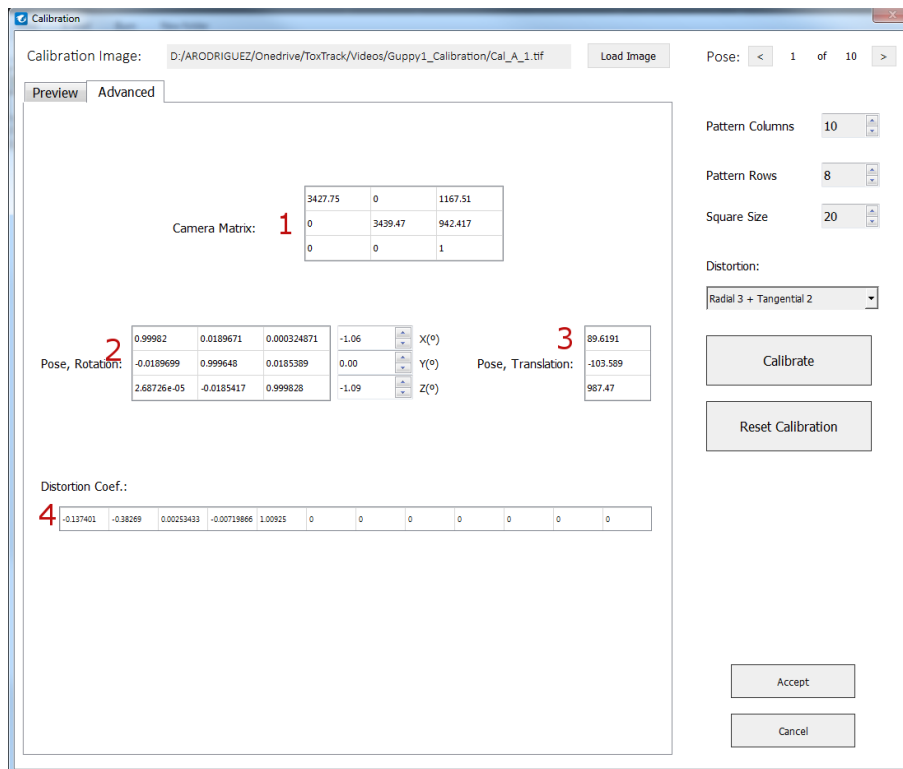 Calibration
Calibration Image: D:/ARODRIGUEZ/Onedrive/ToxTrack/Videos/Guppy1_Calibration/Cal_A_1.tif Load Image Pose: < 1 of 10 >
Preview Advanced
Pattern Columns 10
Pattern Rows 8
Square Size 20
Distortion:
Radial 3 + Tangential 2
Calibrate
Reset Calibration
Camera Matrix: 1
3427.75 0 1167.51
0 3439.47 942.417
0 0 1
Pose, Rotation: 2
0.99982 0.0189671 0.000324871 -1.06 X(º)
-0.0189699 0.999648 0.0185389 0.00 Y(º)
2.68726e-05 -0.0185417 0.999828 -1.09 Z(º)
Pose, Translation: 3
89.6191
-103.589
987.47
Distortion Coef.:
4 -0.137401 -0.38269 0.00253433 -0.00719866 1.00925 0 0 0 0 0 0 0
Accept
Cancel